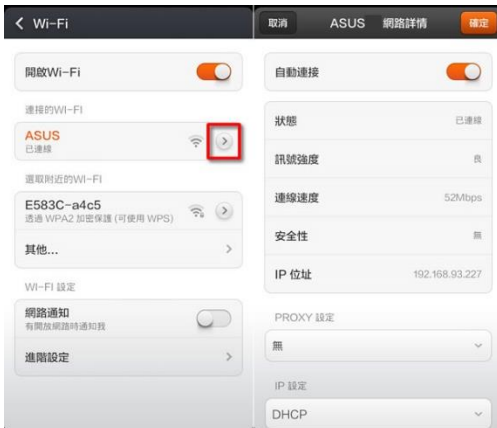 Wi-Fi
開啟Wi-Fi
連接的WI-FI
ASUS
已連線
選取附近的WI-FI
E583C-a4c5
透過 WPA2 加密保護 (可使用 WPS)
其他...
WI-FI 設定
網路通知
有開放網路時通知我
進階設定
取消
ASUS 網路詳情
確定
自動連接
狀態 已連線
訊號強度 良
連線速度 52Mbps
安全性 無
IP 位址 192.168.93.227
PROXY 設定
無
IP 設定
DHCP